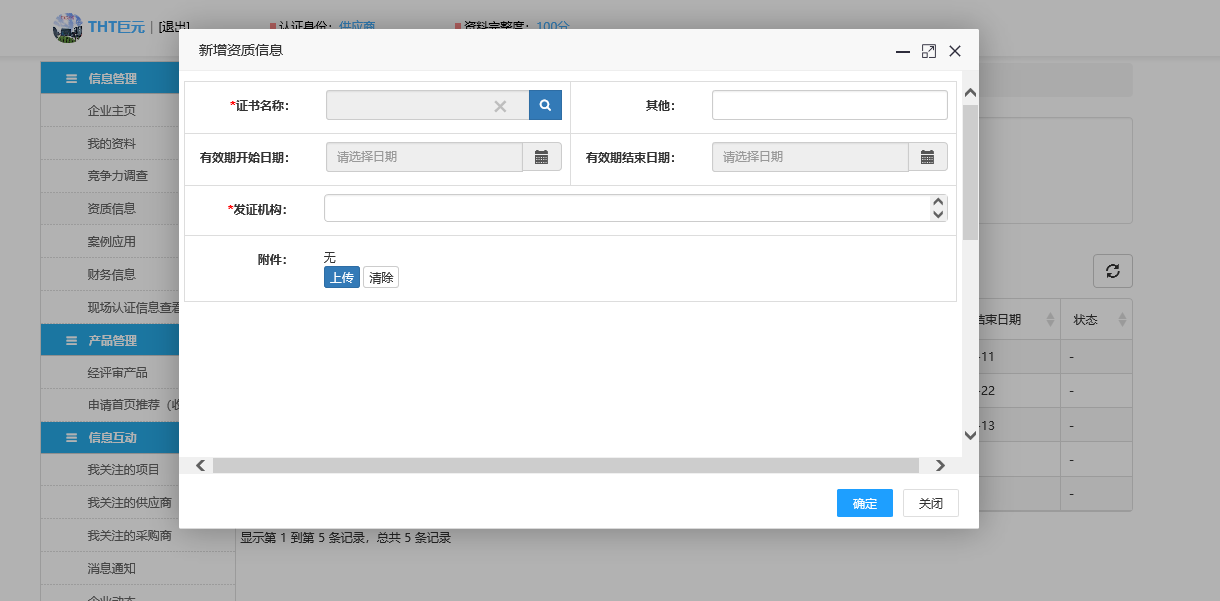 THT巨元 | [退出] 认证身份：供应商 资料完整度：100分
新增资质信息
信息管理
企业主页
我的资料
竞争力调查
资质信息
案例应用
财务信息
现场认证信息查看
产品管理
经评审产品
申请首页推荐（收
信息互动
我关注的项目
我关注的供应商
我关注的采购商
消息通知
企业动态
*证书名称：
其他：
有效期开始日期： 请选择日期
有效期结束日期： 请选择日期
*发证机构：
附件： 无
上传 清除
确定 关闭
结束日期 状态
-11 -
-22 -
-13 -
-
-
显示第 1 到第 5 条记录，总共 5 条记录